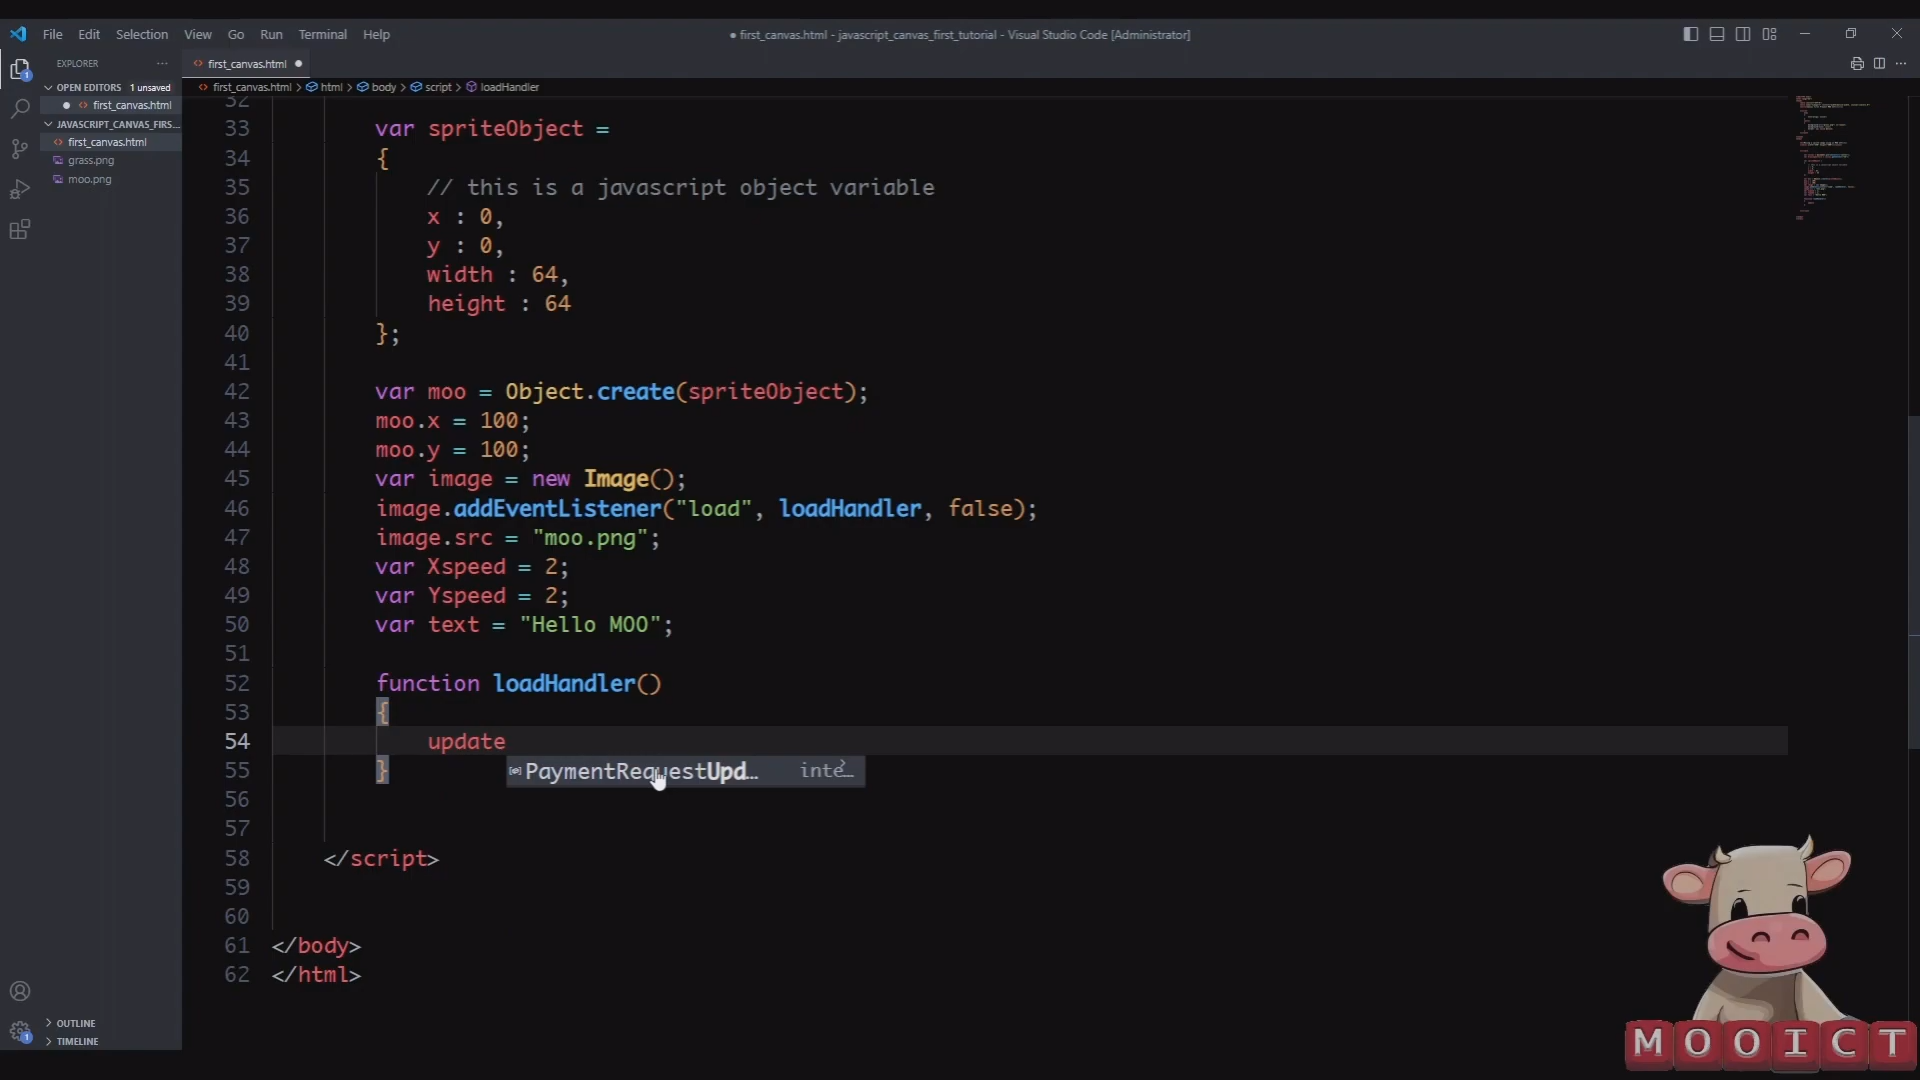 File Edit Selection View Go Run Terminal Help
● first_canvas.html - javascript_canvas_first_tutorial - Visual Studio Code [Administrator]
EXPLORER
first_canvas.html
OPEN EDITORS 1 unsaved
first_canvas.html
JAVASCRIPT_CANVAS_FIRS...
first_canvas.html
grass.png
moo.png
first_canvas.html > html > body > script > loadHandler
32
33 var spriteObject =
34 {
35 // this is a javascript object variable
36 x : 0,
37 y : 0,
38 width : 64,
39 height : 64
40 };
41
42 var moo = Object.create(spriteObject);
43 moo.x = 100;
44 moo.y = 100;
45 var image = new Image();
46 image.addEventListener("load", loadHandler, false);
47 image.src = "moo.png";
48 var Xspeed = 2;
49 var Yspeed = 2;
50 var text = "Hello MOO";
51
52 function loadHandler()
53 {
54 update
55 }
PaymentRequestUpd... inte...
56
57
58 </script>
59
60
61 </body>
62 </html>
OUTLINE
TIMELINE
1
1
MOOICT